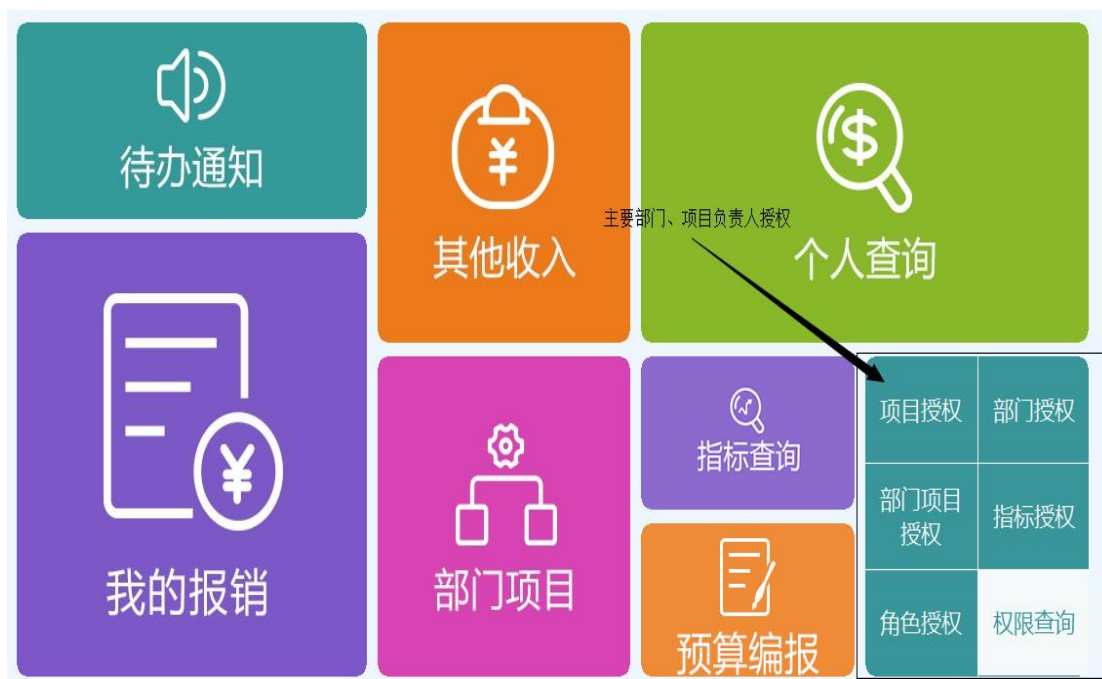 待办通知
其他收入
主要部门、项目负责人授权
个人查询
我的报销
部门项目
指标查询
预算编报
项目授权
部门授权
部门项目
授权
指标授权
角色授权
权限查询